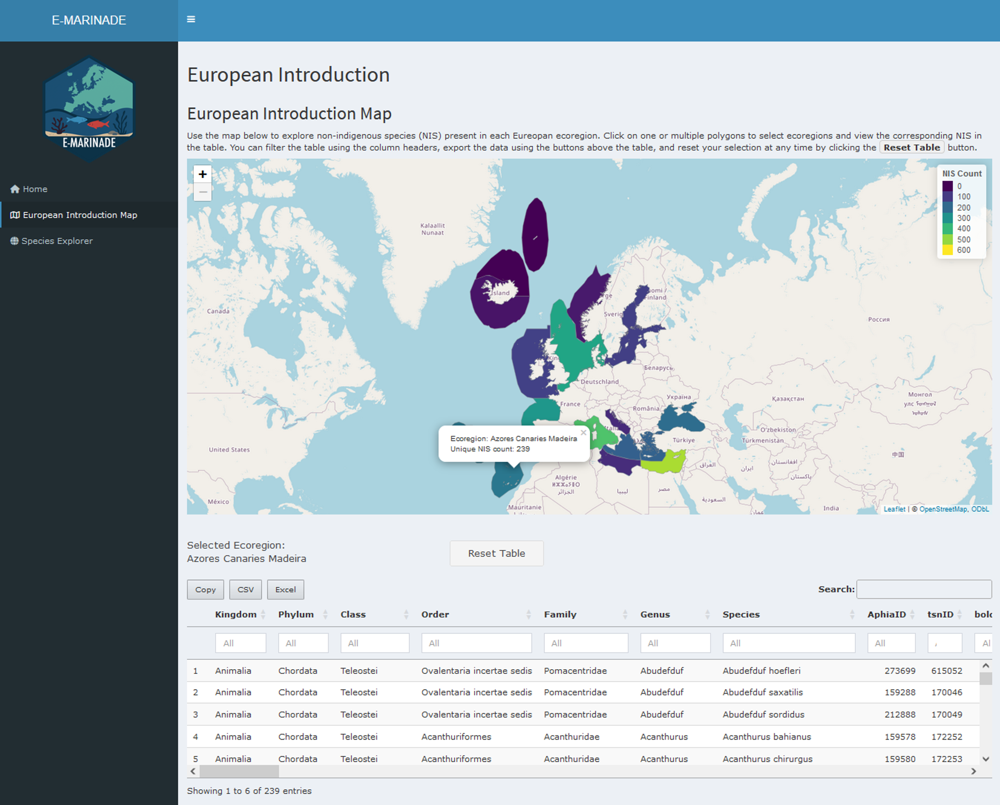 E-MARINADE
E-MARINADE
Home
European Introduction Map
Species Explorer
European Introduction
European Introduction Map
Use the map below to explore non-indigenous species (NIS) present in each Eureopan ecoregion. Click on one or multiple polygons to select ecoregions and view the corresponding NIS in
the table. You can filter the table using the column headers, export the data using the buttons above the table, and reset your selection at any time by clicking the Reset Table button.
+
−
NIS Count
0
100
200
300
400
500
600
Kalaallit
Nunaat
Island
rge
omi /
Finland
Sverig
Canada
Россия
King
Беларусь
Deutschland
Україна
France
România
Қазақстан
Монгол
улс
Italia
O'zbekiston
Türkiye
Türkmenistan
United States
中国
Ecoregion: Azores Canaries Madeira
Unique NIS count: 239
×
العراق
ايران
افغانستان
پاکستان
Algérie
ⵍⵣⵣⴰⵢⴻⵔ
الجزائر
ليبيا
مصر
السعودية
عمان
México
Mauritanie
India
Leaflet | © OpenStreetMap, ODbL
Selected Ecoregion:
Azores Canaries Madeira
Reset Table
Copy CSV Excel
Search:
Kingdom Phylum Class Order Family Genus Species AphiaID tsnID bold
All All All All All All All All Al
1 Animalia Chordata Teleostei Ovalentaria incertae sedis Pomacentridae Abudefduf Abudefduf hoefleri 273699 615052
2 Animalia Chordata Teleostei Ovalentaria incertae sedis Pomacentridae Abudefduf Abudefduf saxatilis 159288 170046
3 Animalia Chordata Teleostei Ovalentaria incertae sedis Pomacentridae Abudefduf Abudefduf sordidus 212888 170049
4 Animalia Chordata Teleostei Acanthuriformes Acanthuridae Acanthurus Acanthurus bahianus 159578 172252
5 Animalia Chordata Teleostei Acanthuriformes Acanthuridae Acanthurus Acanthurus chirurgus 159580 172253
Showing 1 to 6 of 239 entries